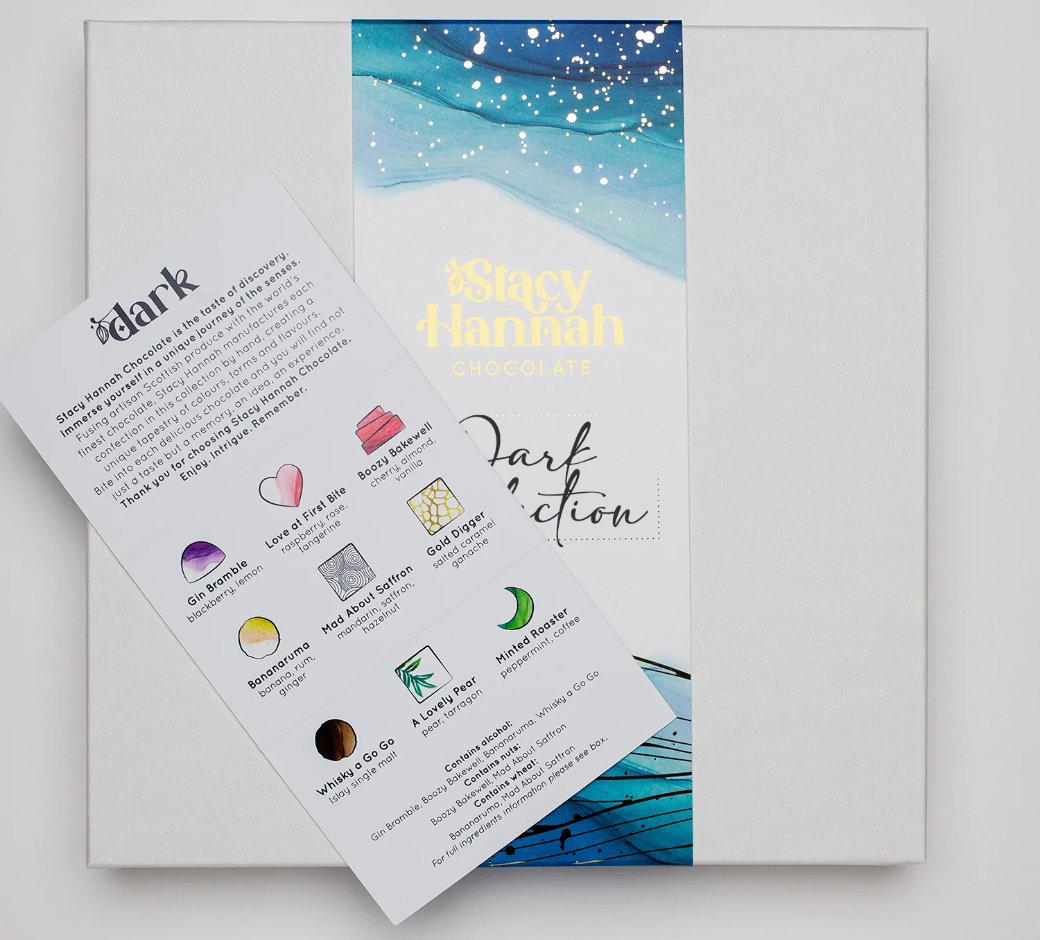 dark
Stacy Hannah Chocolate is the taste of discovery.
Immerse yourself in a unique journey of the senses.
Fusing artisan Scottish produce with the world's
finest chocolate, Stacy Hannah manufactures each
confection in this collection by hand, creating a
unique tapestry of colours, forms and flavours.
Bite into each delicious chocolate and you will find not
just a taste but a memory, an idea, an experience.
Thank you for choosing Stacy Hannah Chocolate.
Enjoy. Intrigue. Remember.
Gin Bramble
blackberry, lemon
Love at First Bite
raspberry, rose,
tangerine
Boozy Bakewell
cherry, almond,
vanilla
Bananaruma
banana, rum,
ginger
Mad About Saffron
mandarin, saffron,
hazelnut
Gold Digger
salted caramel
ganache
Whisky a Go Go
Islay single malt
A Lovely Pear
pear, tarragon
Minted Roaster
peppermint, coffee
Contains alcohol:
Gin Bramble, Boozy Bakewell, Bananaruma, Whisky a Go Go
Contains nuts:
Boozy Bakewell, Mad About Saffron
Contains wheat:
Bananaruma, Mad About Saffron
For full ingredients information please see box.
Stacy
Hannah
CHOCOLATE
Dark
ction